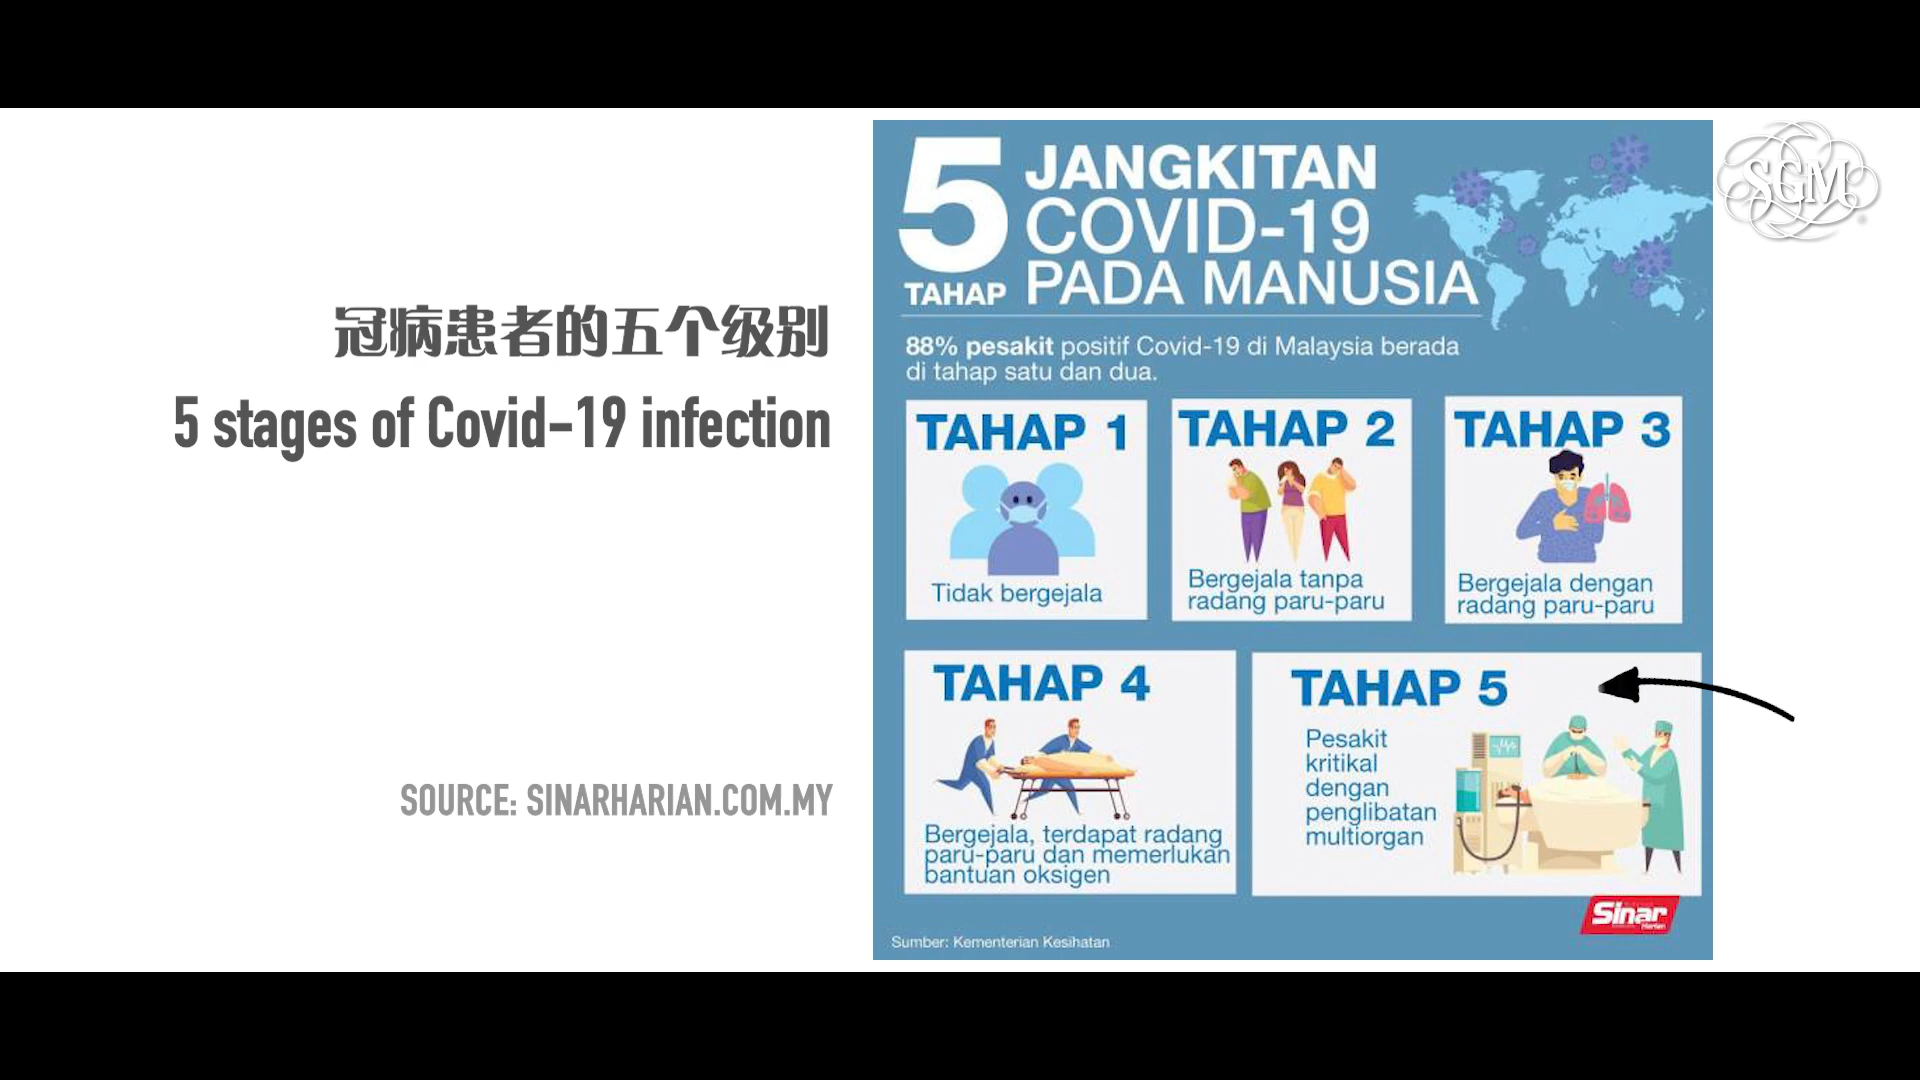 冠病患者的五个级别
5 stages of Covid-19 infection
SOURCE: SINARHARIAN.COM.MY
5
TAHAP
JANGKITAN
COVID-19
PADA MANUSIA
88% pesakit positif Covid-19 di Malaysia berada
di tahap satu dan dua.
TAHAP 1
Tidak bergejala
TAHAP 2
Bergejala tanpa
radang paru-paru
TAHAP 3
Bergejala dengan
radang paru-paru
TAHAP 4
Bergejala, terdapat radang
paru-paru dan memerlukan
bantuan oksigen
TAHAP 5
Pesakit
kritikal
dengan
penglibatan
multiorgan
Sinar
Harian
Sumber: Kementerian Kesihatan
SGM